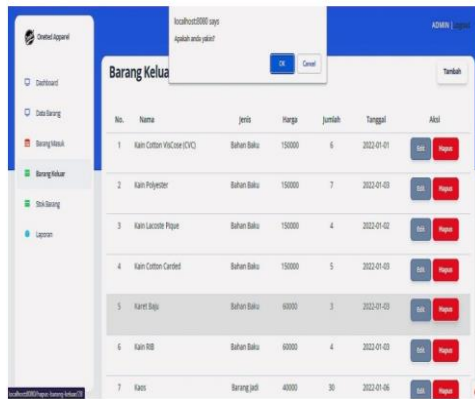 localhost:8080 says
Apakah anda yakin?
OK Cancel
Oneted Apparel
ADMIN | Logout
Dashboard
Data Barang
Barang Masuk
Barang Keluar
Stok Barang
Laporan
Barang Kelua
Tambah
No. Nama Jenis Harga Jumlah Tanggal Aksi
1 Kain Cotton VisCose (CVC) Bahan Baku 150000 6 2022-01-01 Edit Hapus
2 Kain Polyester Bahan Baku 150000 7 2022-01-03 Edit Hapus
3 Kain Lacoste Pique Bahan Baku 150000 4 2022-01-02 Edit Hapus
4 Kain Cotton Carded Bahan Baku 150000 5 2022-01-03 Edit Hapus
5 Karet Baju Bahan Baku 60000 3 2022-01-03 Edit Hapus
6 Kain RIB Bahan Baku 60000 4 2022-01-03 Edit Hapus
7 Kaos Barang Jadi 40000 30 2022-01-06 Edit Hapus